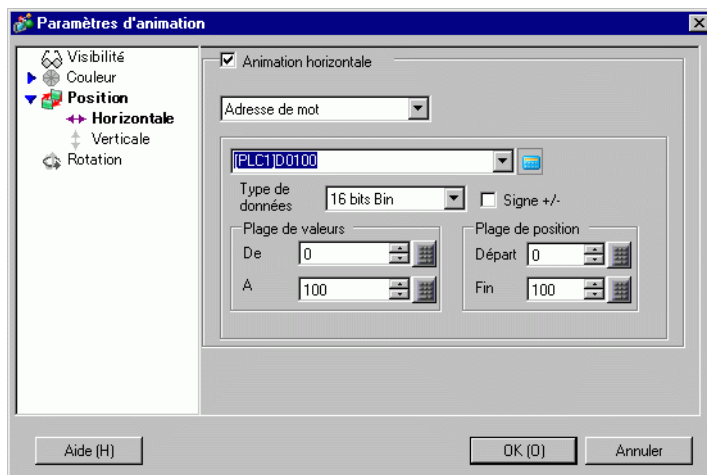 Paramètres d'animation
Visibilité
Couleur
Position
Horizontale
Verticale
Rotation
Animation horizontale
Adresse de mot
[PLC1]D0100
Type de
données
16 bits Bin
Signe +/-
Plage de valeurs
De
0
A
100
Plage de position
Départ
0
Fin
100
Aide (H)
OK (O)
Annuler